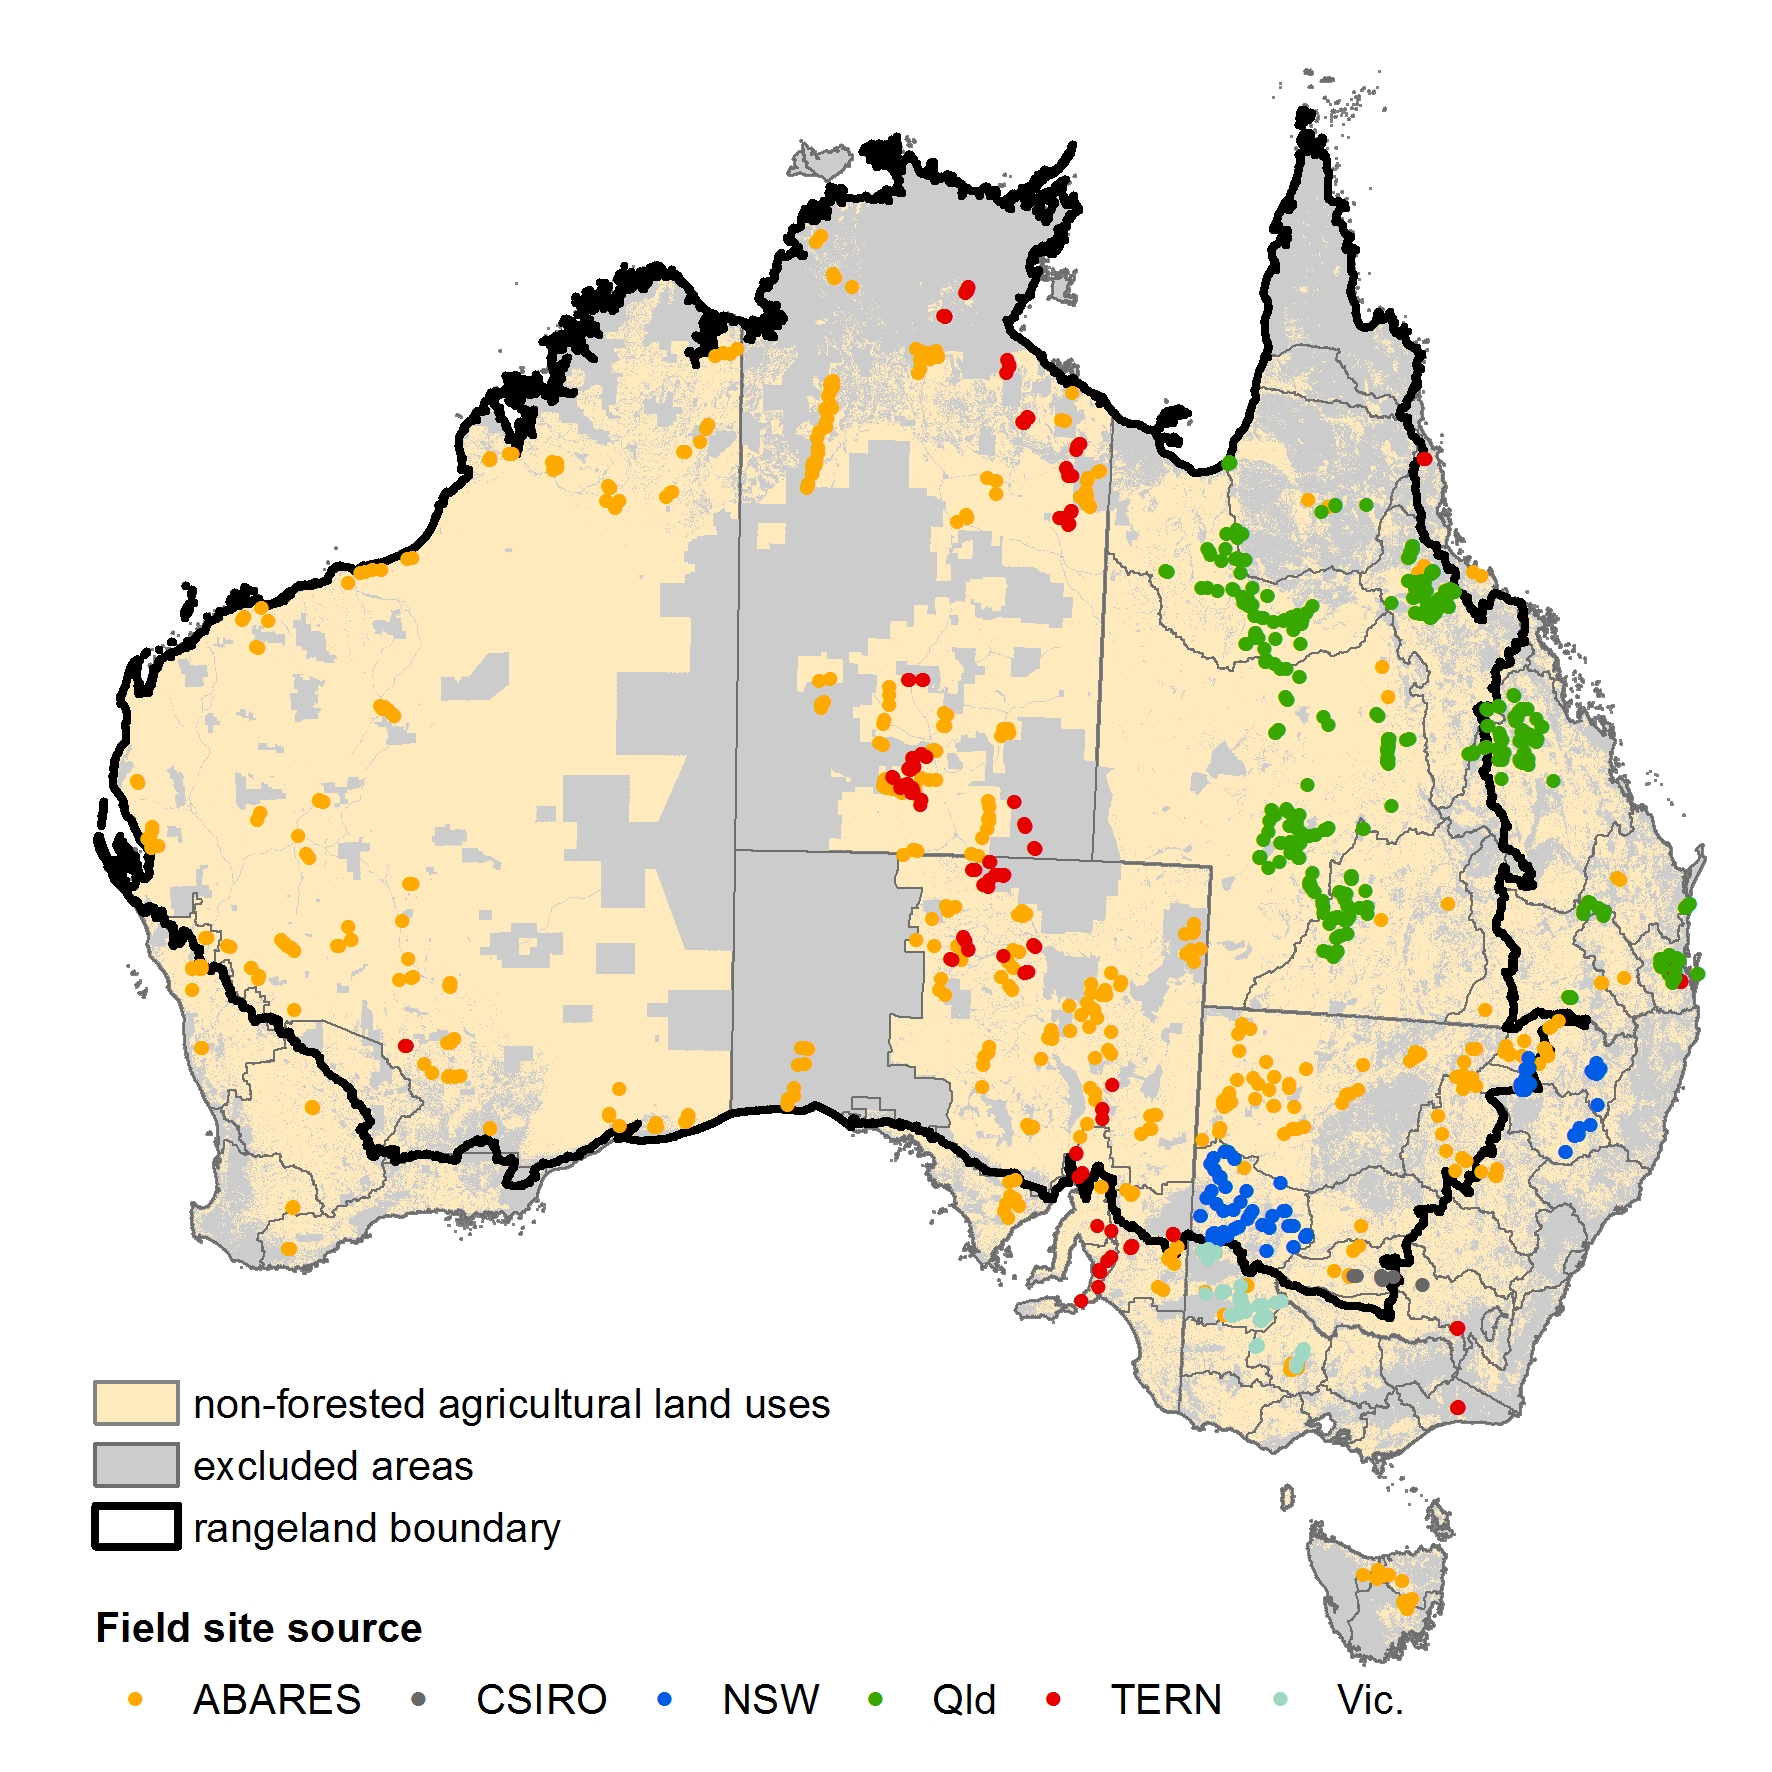 non-forested agricultural land uses
excluded areas
rangeland boundary
Field site source
ABARES CSIRO NSW Qld TERN Vic.